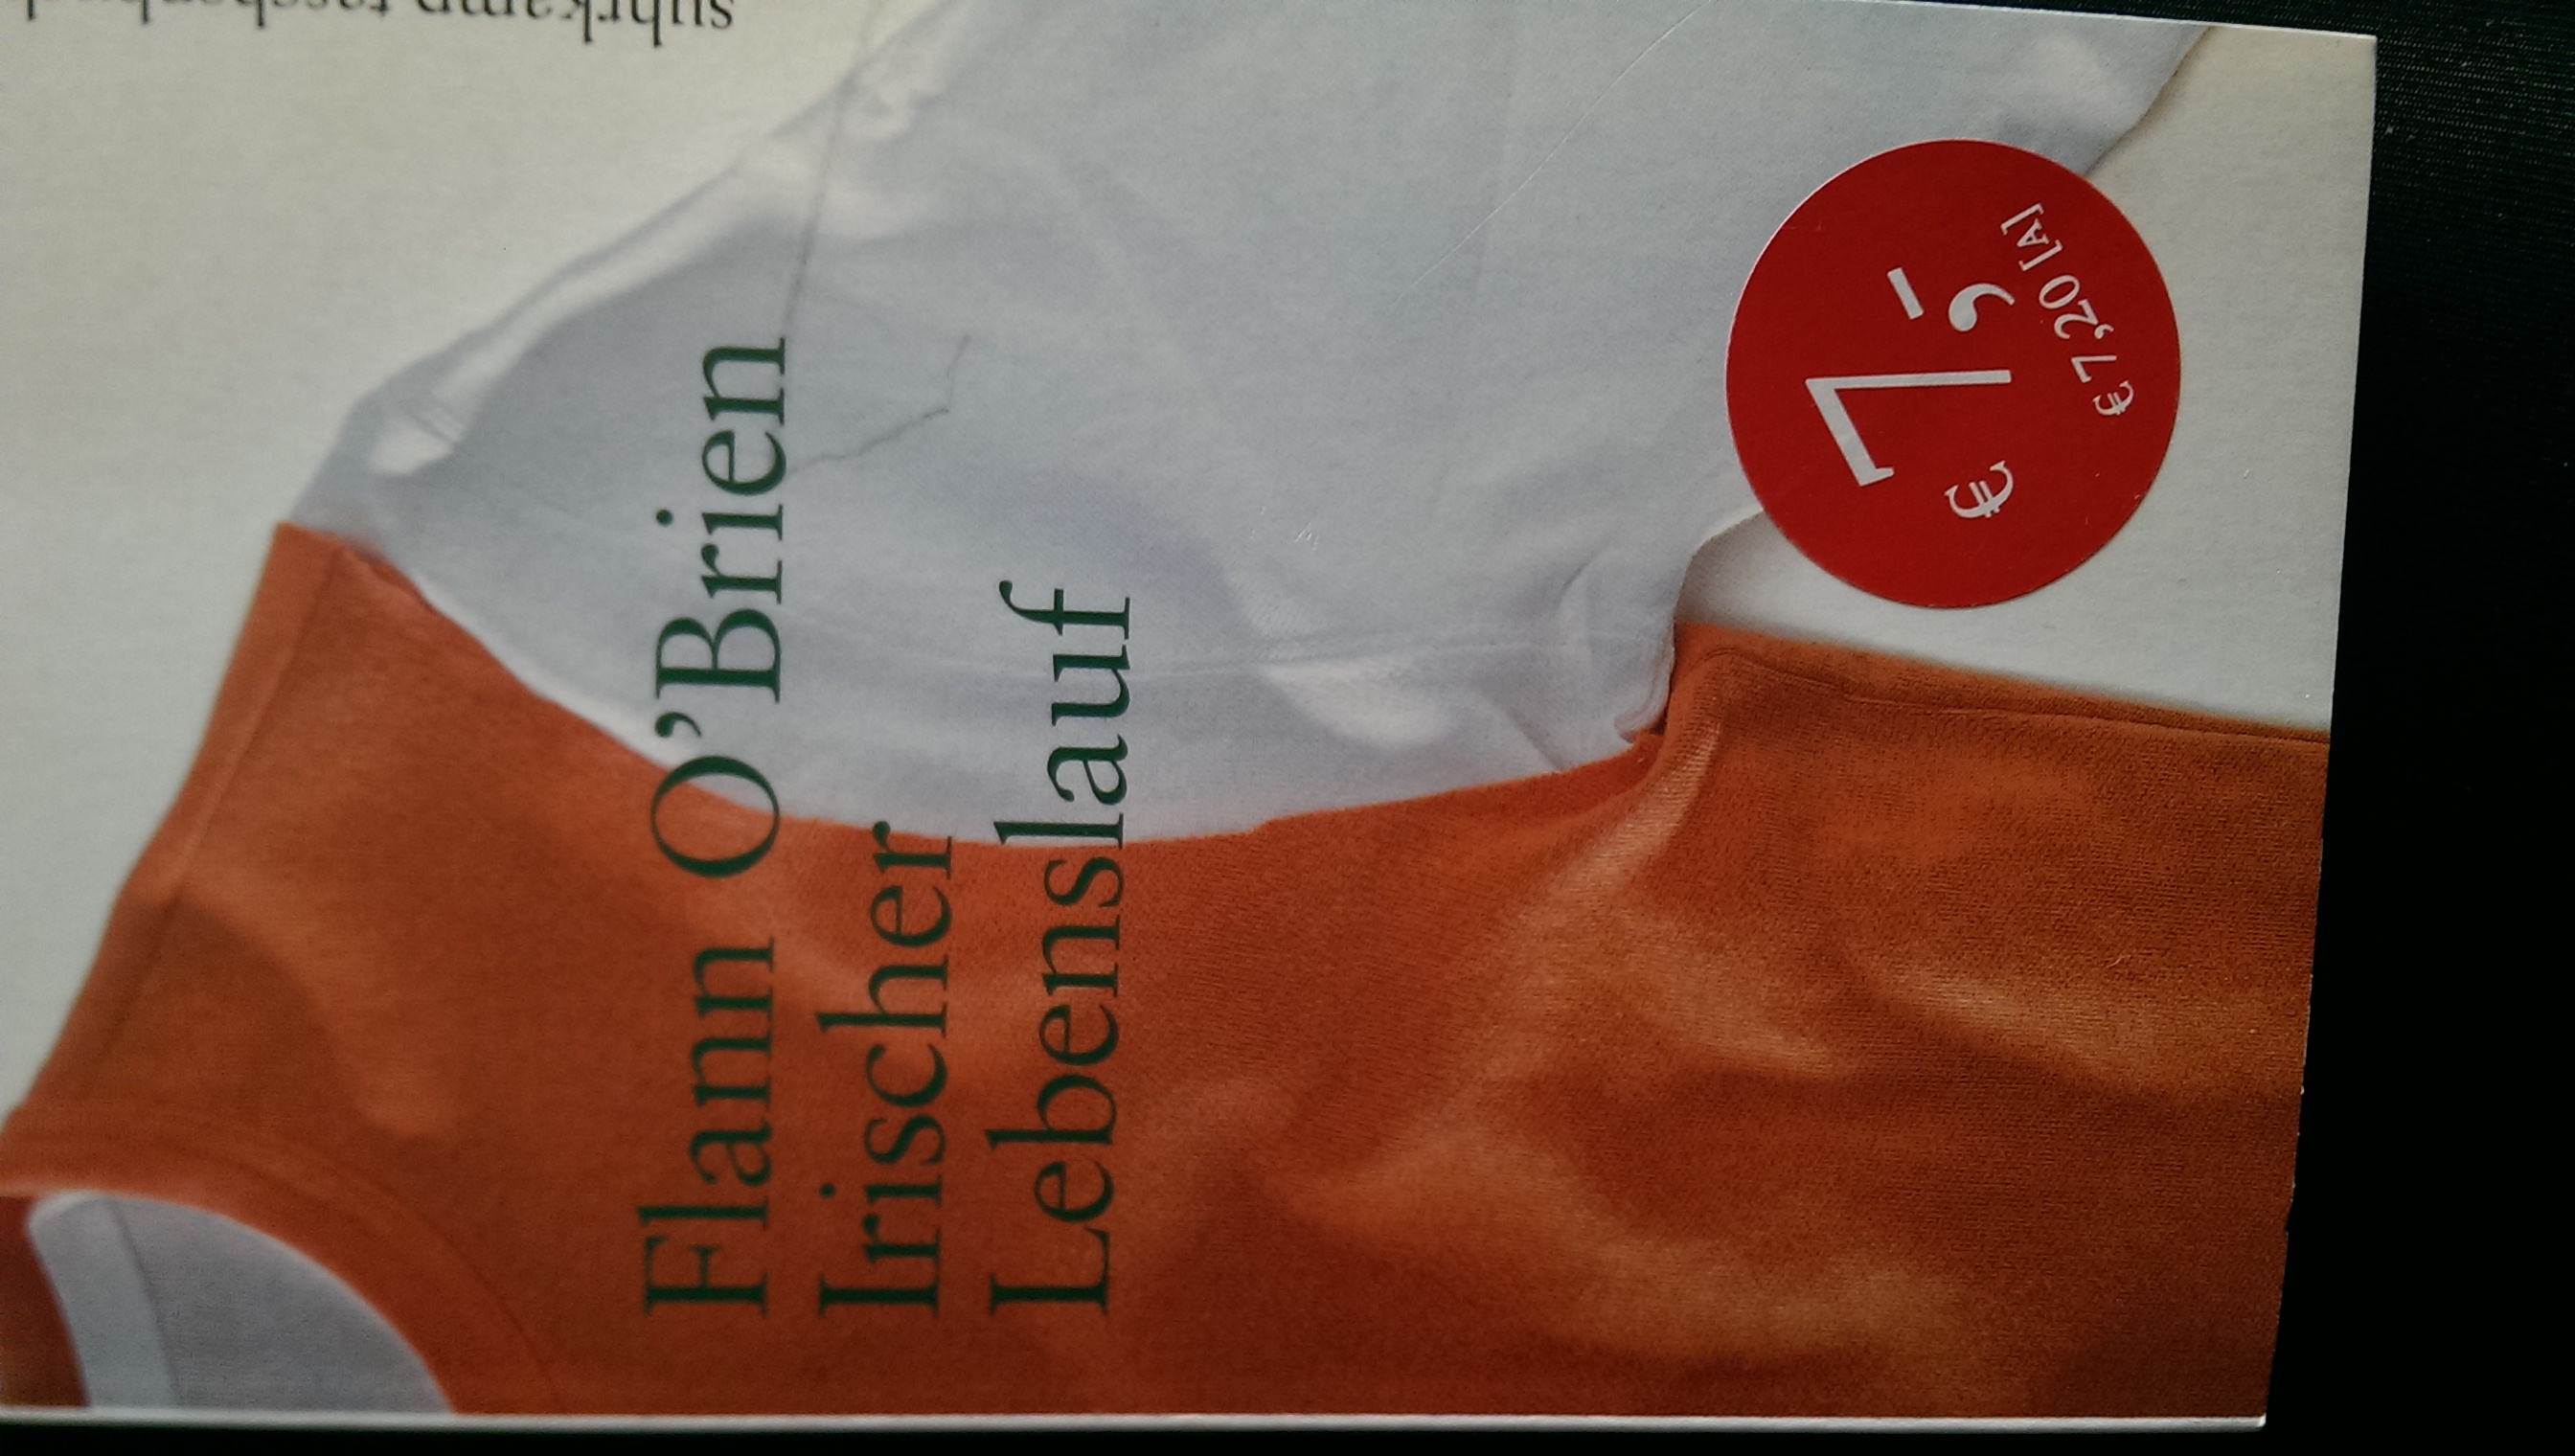 suhrkamp taschenbuch
Flann O'Brien
Irischer
Lebenslauf
€ 7,-
€ 7,20 [A]